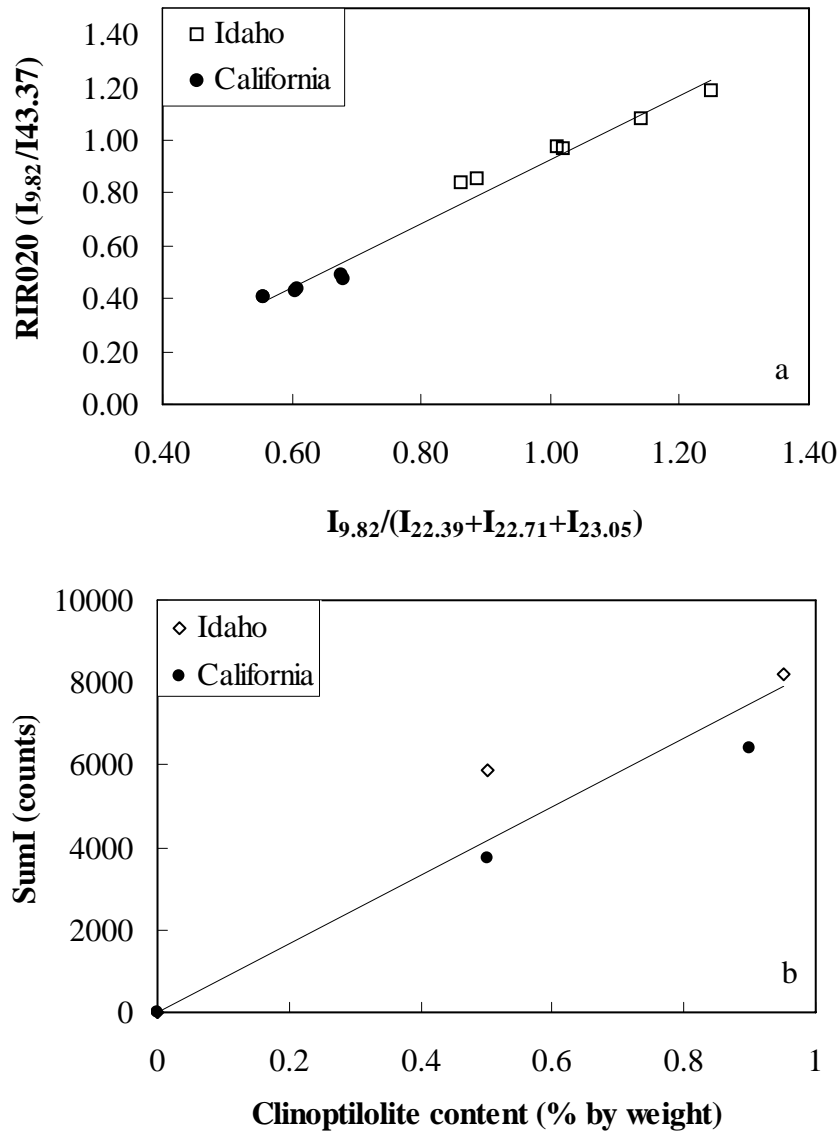 1.40
1.20
1.00
0.80
0.60
0.40
0.20
0.00
RIR020 (I9.82/I43.37)
Idaho
California
a
0.40 0.60 0.80 1.00 1.20 1.40
I9.82/(I22.39+I22.71+I23.05)
10000
8000
6000
4000
2000
0
SumI (counts)
Idaho
California
b
0 0.2 0.4 0.6 0.8 1
Clinoptilolite content (% by weight)